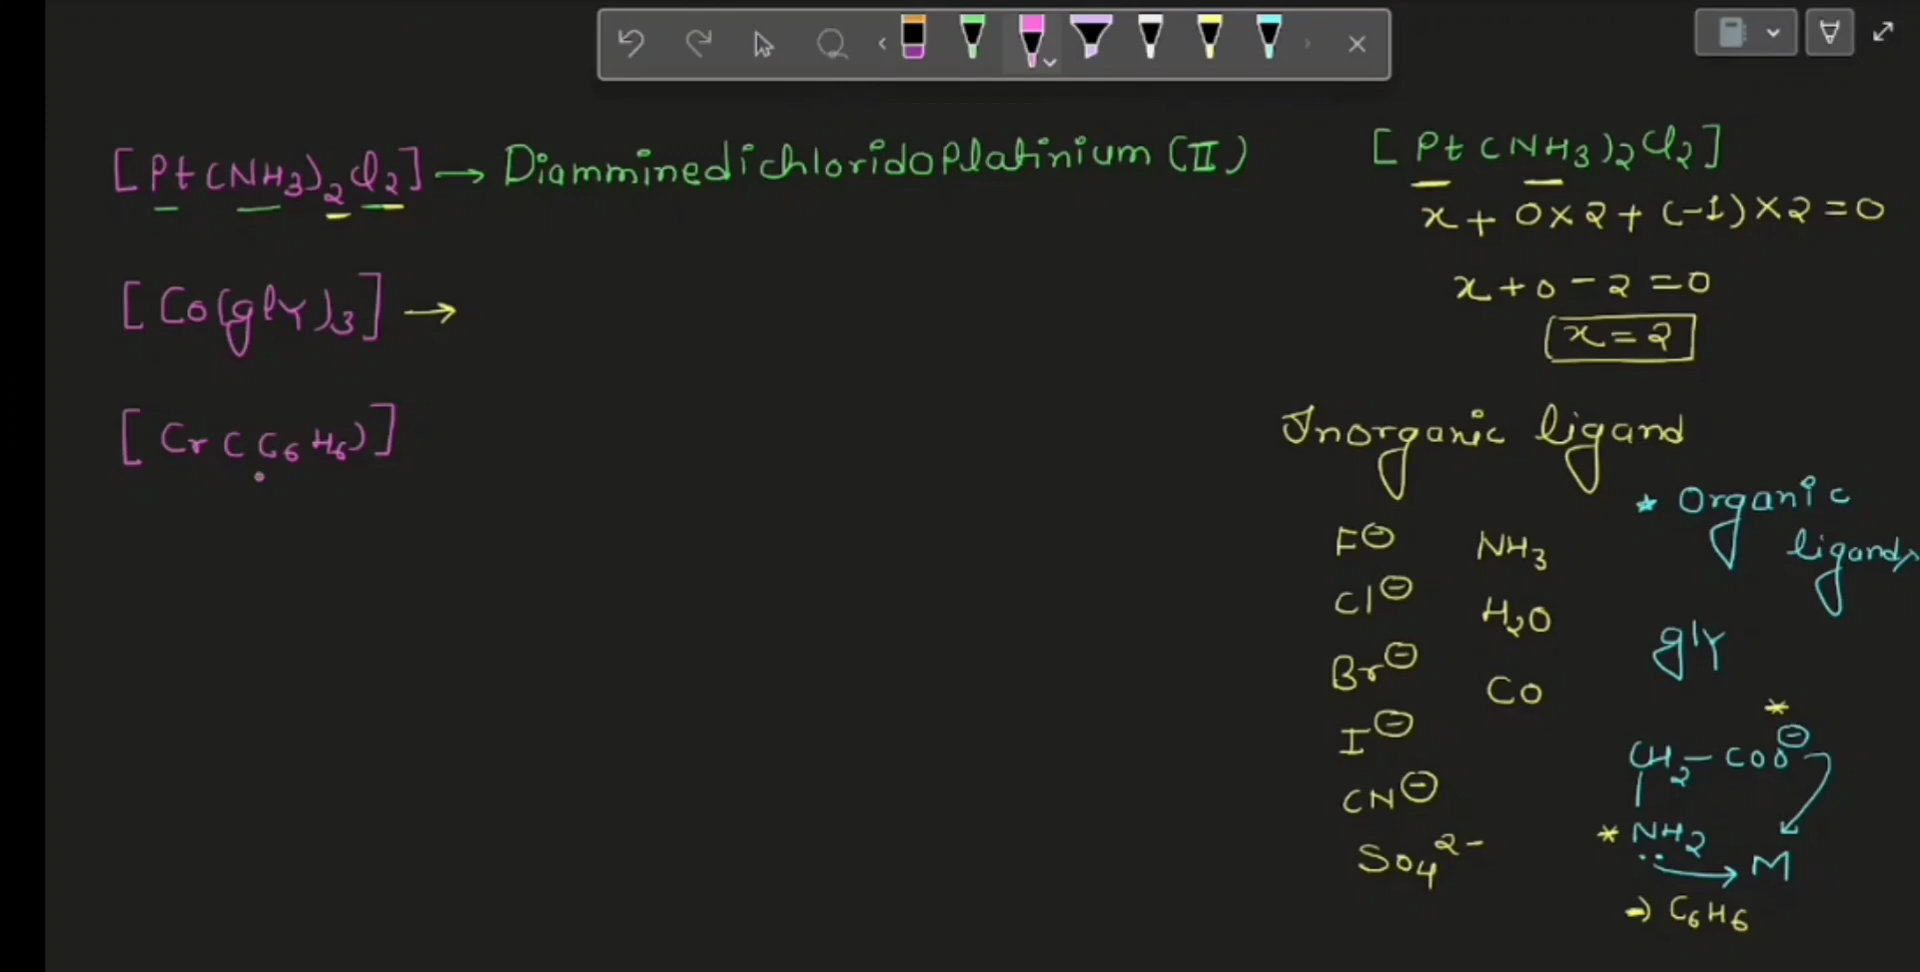 [Pt(NH3)2Cl2] → DiamminedichloridoPlatinium (II)
[Co(glY)3] →
[Cr(C6H6)]
[Pt(NH3)2Cl2]
x + 0×2 + (-1)×2 = 0
x + 0 - 2 = 0
x = 2
Inorganic ligand
F⊖ NH3
Cl⊖ H2O
Br⊖ Co
I⊖
CN⊖
SO4 2-
* Organic
ligands
glY
*
CH2 - COO⊖
* NH2 → M
→ C6H6